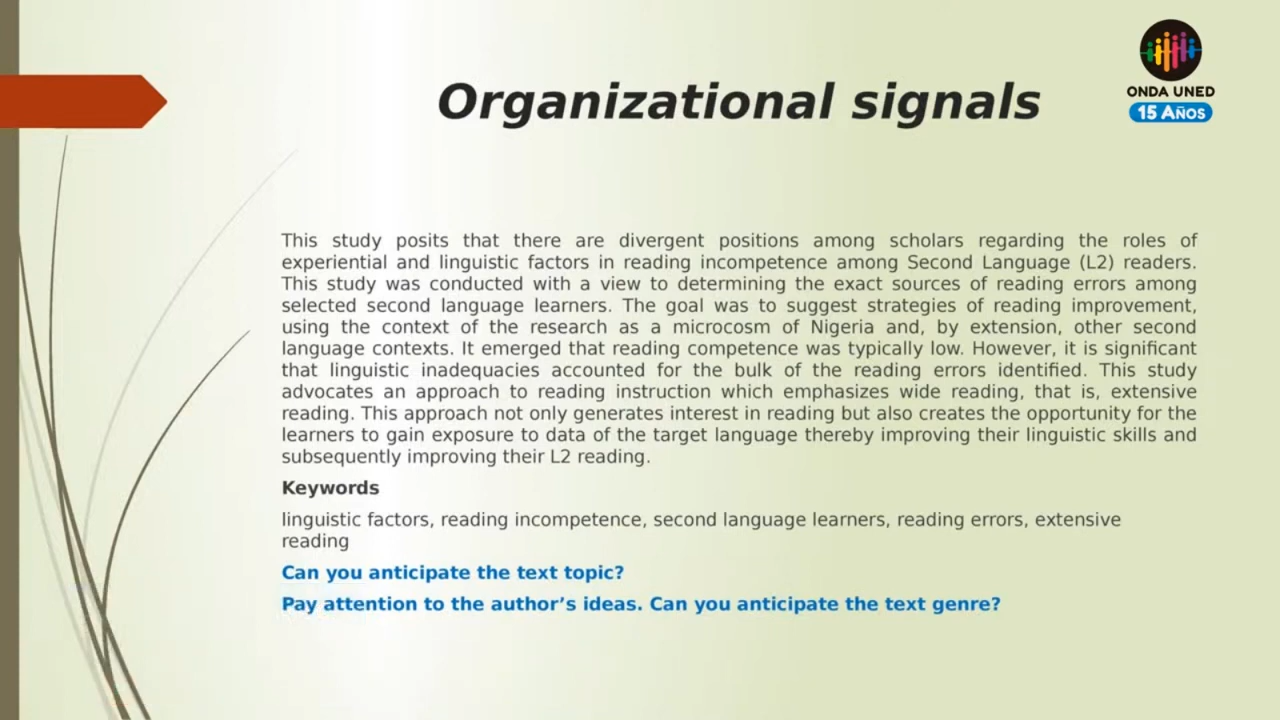 Organizational signals
ONDA UNED
15 AÑOS
This study posits that there are divergent positions among scholars regarding the roles of
experiential and linguistic factors in reading incompetence among Second Language (L2) readers.
This study was conducted with a view to determining the exact sources of reading errors among
selected second language learners. The goal was to suggest strategies of reading improvement,
using the context of the research as a microcosm of Nigeria and, by extension, other second
language contexts. It emerged that reading competence was typically low. However, it is significant
that linguistic inadequacies accounted for the bulk of the reading errors identified. This study
advocates an approach to reading instruction which emphasizes wide reading, that is, extensive
reading. This approach not only generates interest in reading but also creates the opportunity for the
learners to gain exposure to data of the target language thereby improving their linguistic skills and
subsequently improving their L2 reading.
Keywords
linguistic factors, reading incompetence, second language learners, reading errors, extensive
reading
Can you anticipate the text topic?
Pay attention to the author’s ideas. Can you anticipate the text genre?